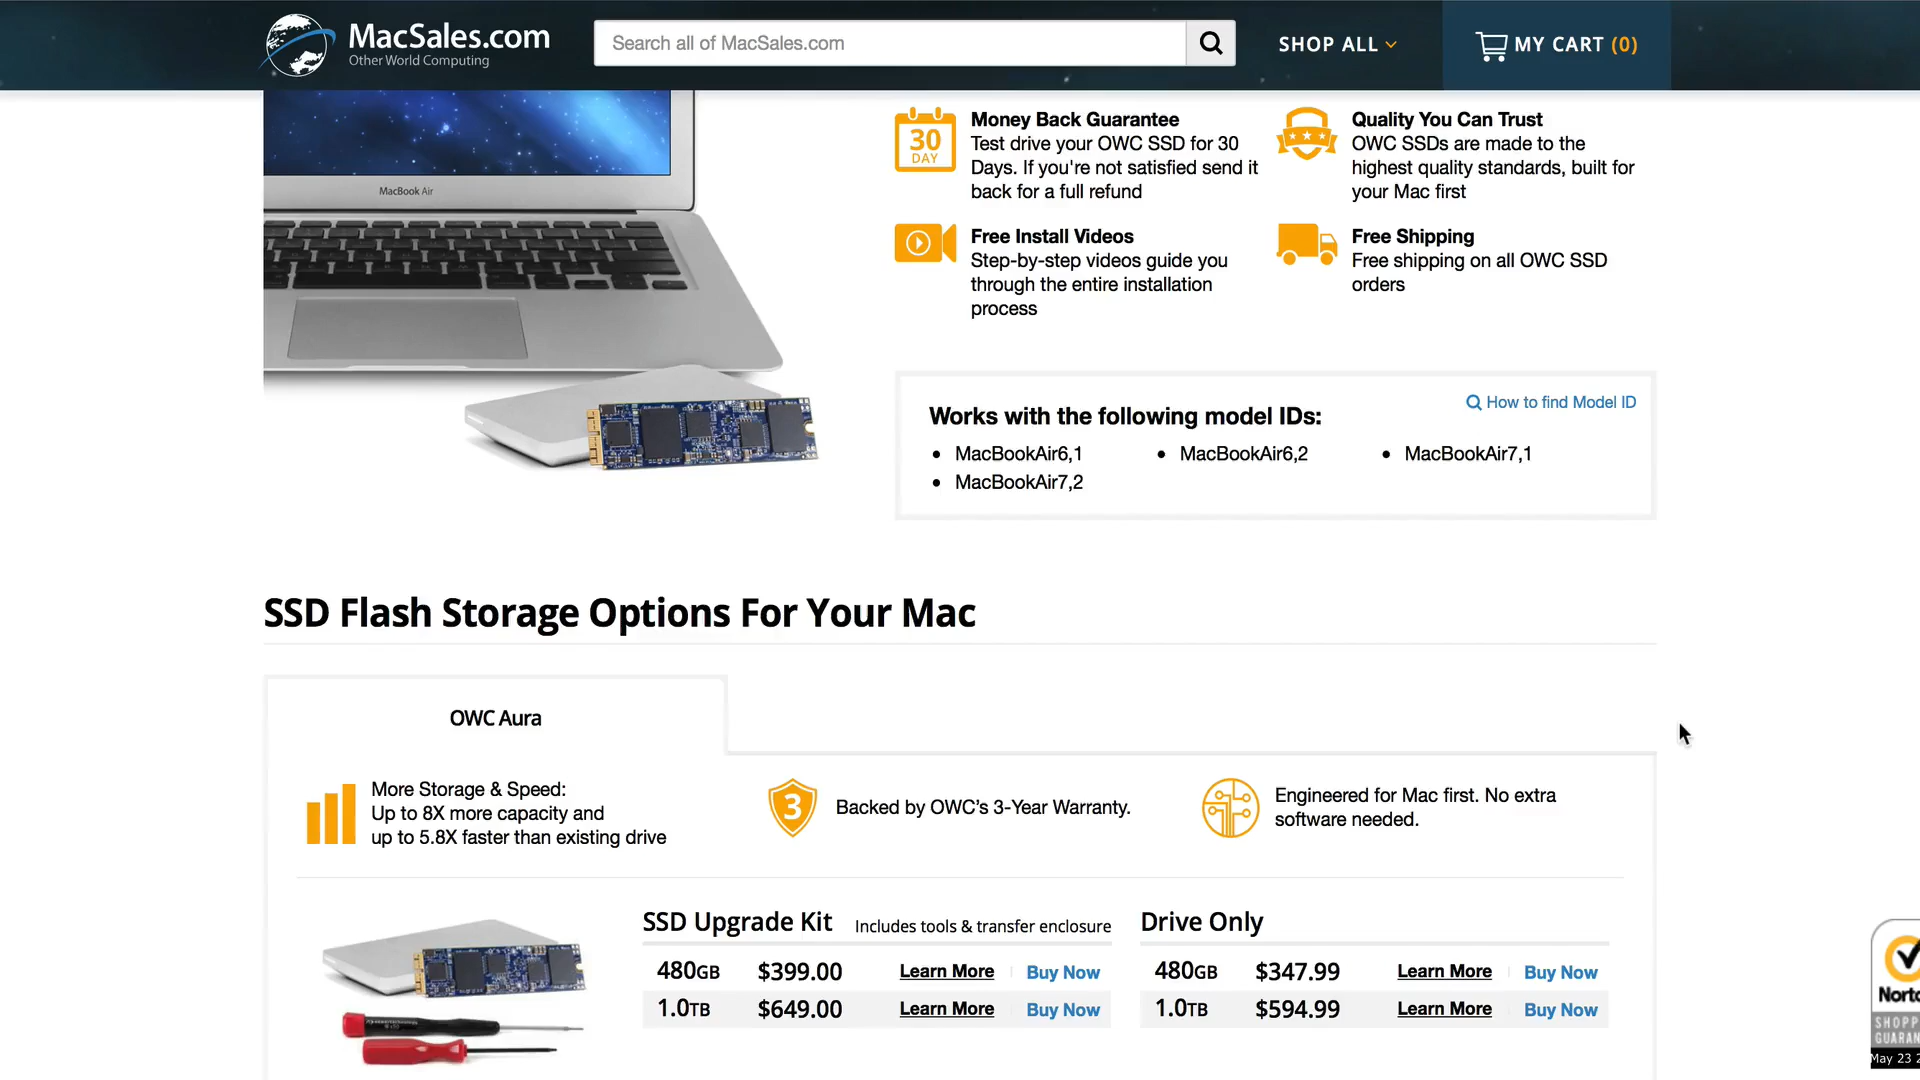 MacSales.com
Other World Computing
Search all of MacSales.com
SHOP ALL
MY CART (0)
MacBook Air
30
DAY
Money Back Guarantee
Test drive your OWC SSD for 30
Days. If you're not satisfied send it
back for a full refund
Quality You Can Trust
OWC SSDs are made to the
highest quality standards, built for
your Mac first
Free Install Videos
Step-by-step videos guide you
through the entire installation
process
Free Shipping
Free shipping on all OWC SSD
orders
Works with the following model IDs:
How to find Model ID
• MacBookAir6,1
• MacBookAir6,2
• MacBookAir7,1
• MacBookAir7,2
SSD Flash Storage Options For Your Mac
OWC Aura
More Storage & Speed:
Up to 8X more capacity and
up to 5.8X faster than existing drive
3
Backed by OWC’s 3-Year Warranty.
Engineered for Mac first. No extra
software needed.
SSD Upgrade Kit Includes tools & transfer enclosure
480GB $399.00 Learn More Buy Now
1.0TB $649.00 Learn More Buy Now
Drive Only
480GB $347.99 Learn More Buy Now
1.0TB $594.99 Learn More Buy Now
May 23